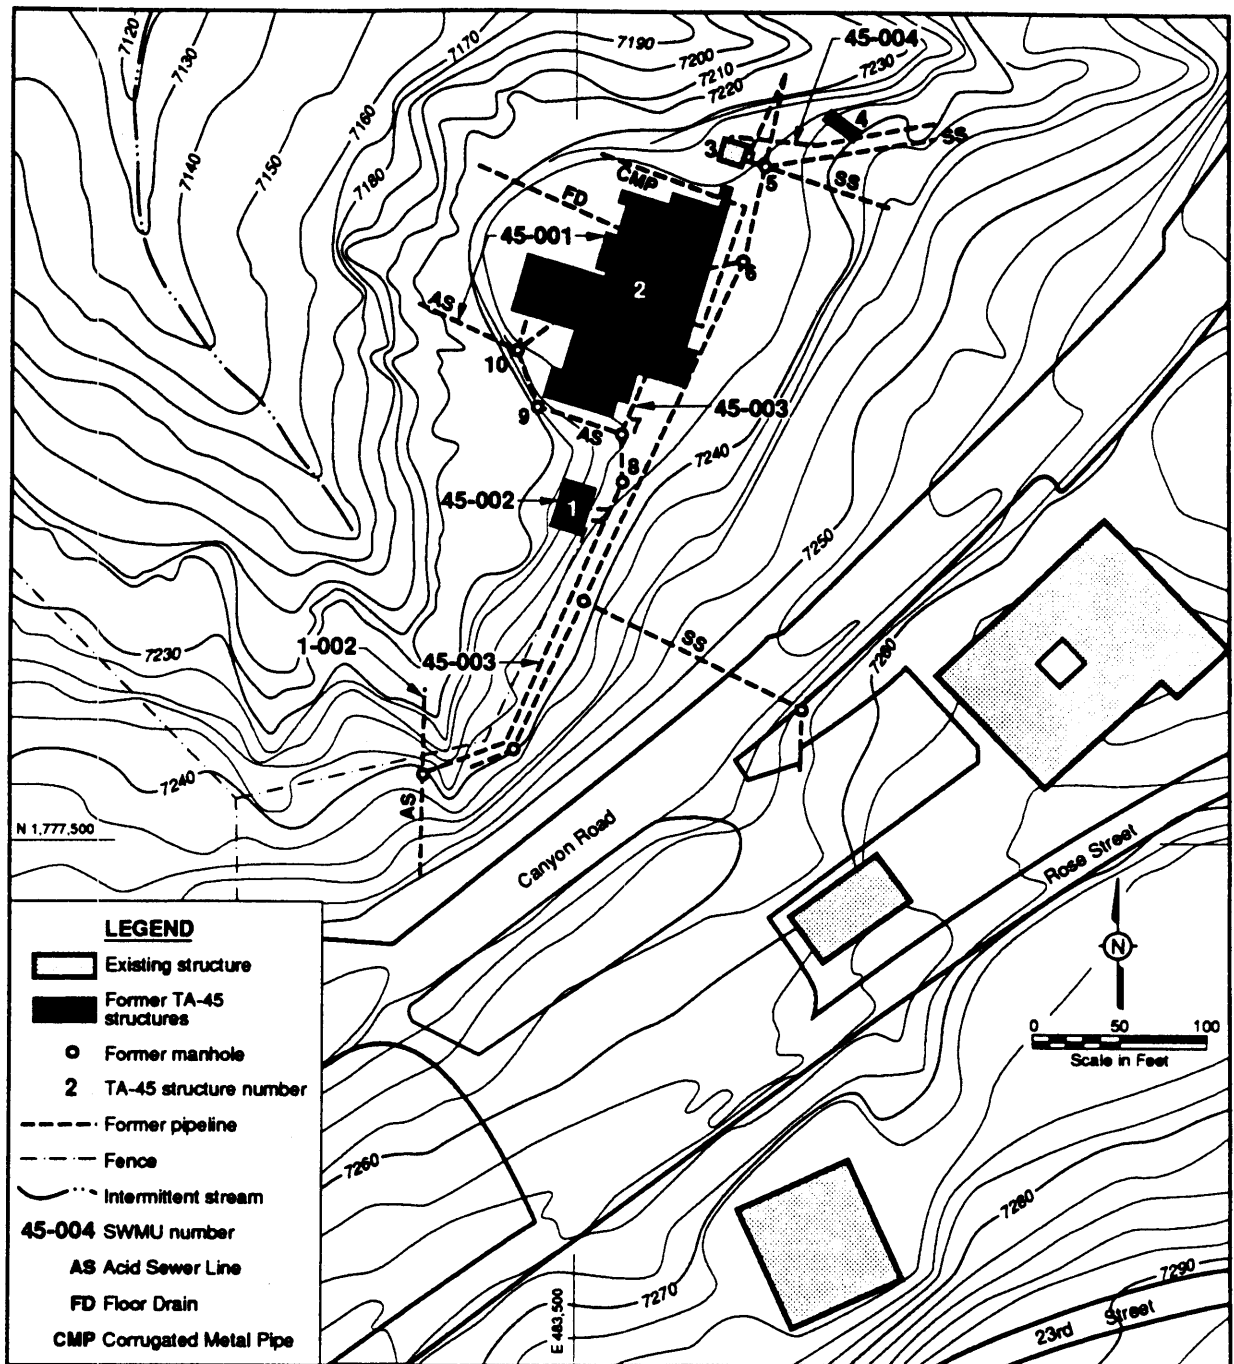 7120
7130
7170
7190
45-004
7200
7210
7220
7230
7160
4
3
SS
7140
7150
7180
CMP
5
SS
FD
45-001
6
2
AS
10
9
45-003
AS
7
7240
8
45-002
1
7250
SS
1-002
7230
45-003
7260
7240
AS
N 1,777,500
Canyon Road
Rose Street
N
0 50 100
Scale in Feet
LEGEND
Existing structure
Former TA-45
structures
Former manhole
2 TA-45 structure number
Former pipeline
Fence
Intermittent stream
45-004 SWMU number
AS Acid Sewer Line
FD Floor Drain
CMP Corrugated Metal Pipe
7260
7280
7270
7290
E 483,500
23rd Street